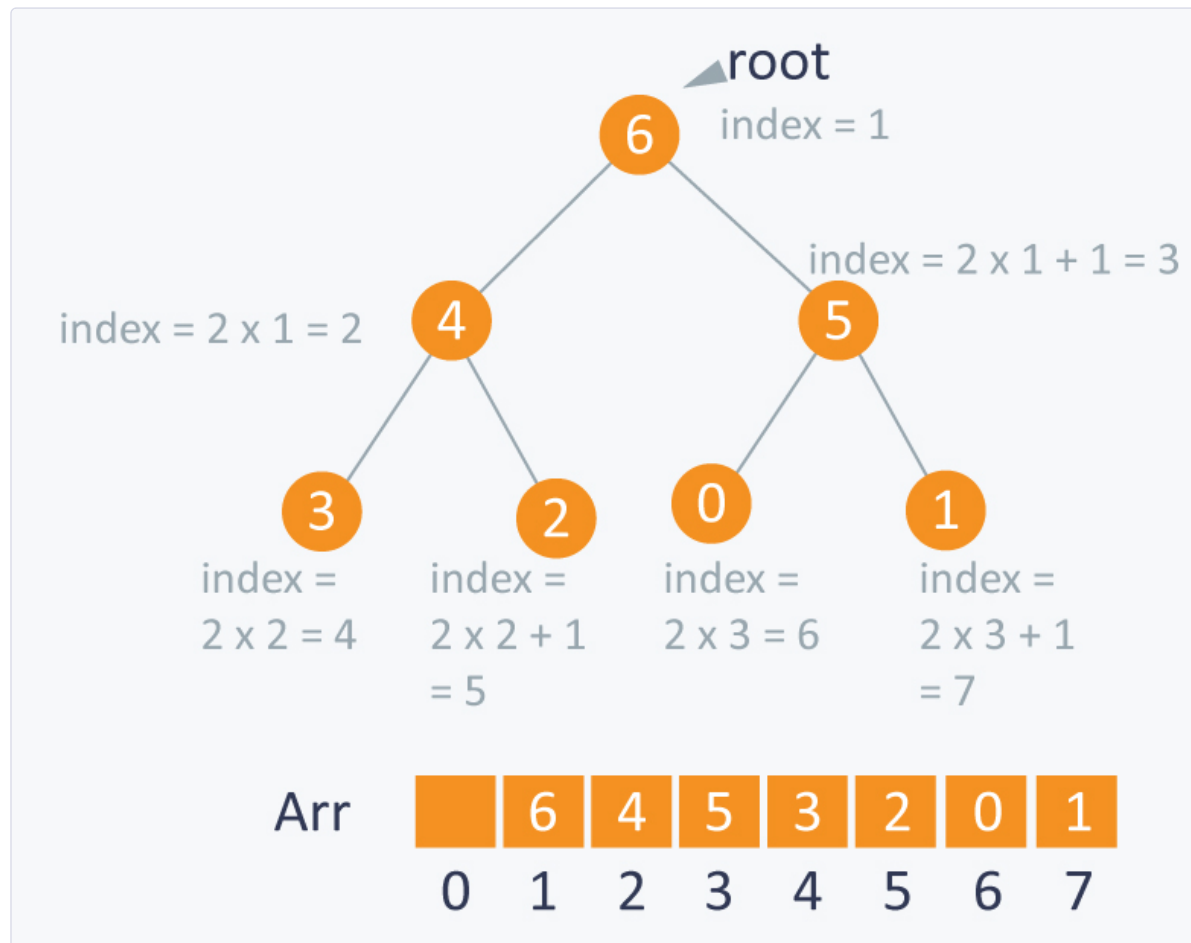 root
6
index = 1
index = 2 x 1 + 1 = 3
index = 2 x 1 = 2
4
5
3
2
0
1
index =
2 x 2 = 4
index =
2 x 2 + 1
= 5
index =
2 x 3 = 6
index =
2 x 3 + 1
= 7
Arr 6 4 5 3 2 0 1
0 1 2 3 4 5 6 7